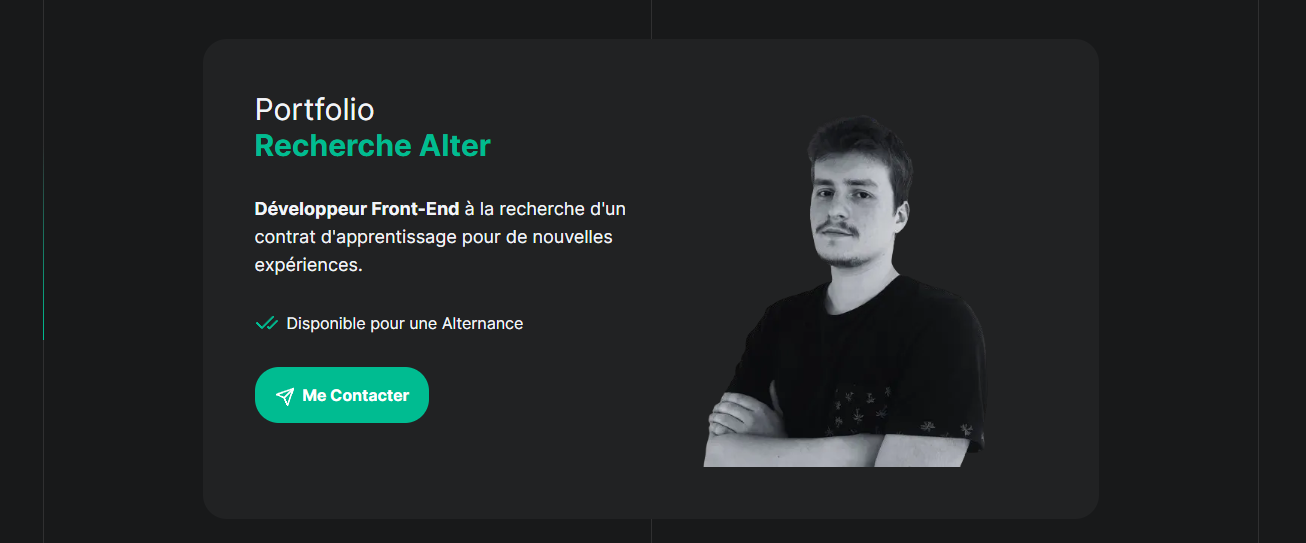 Portfolio
Recherche Alter
Développeur Front-End à la recherche d'un
contrat d'apprentissage pour de nouvelles
expériences.
Disponible pour une Alternance
Me Contacter